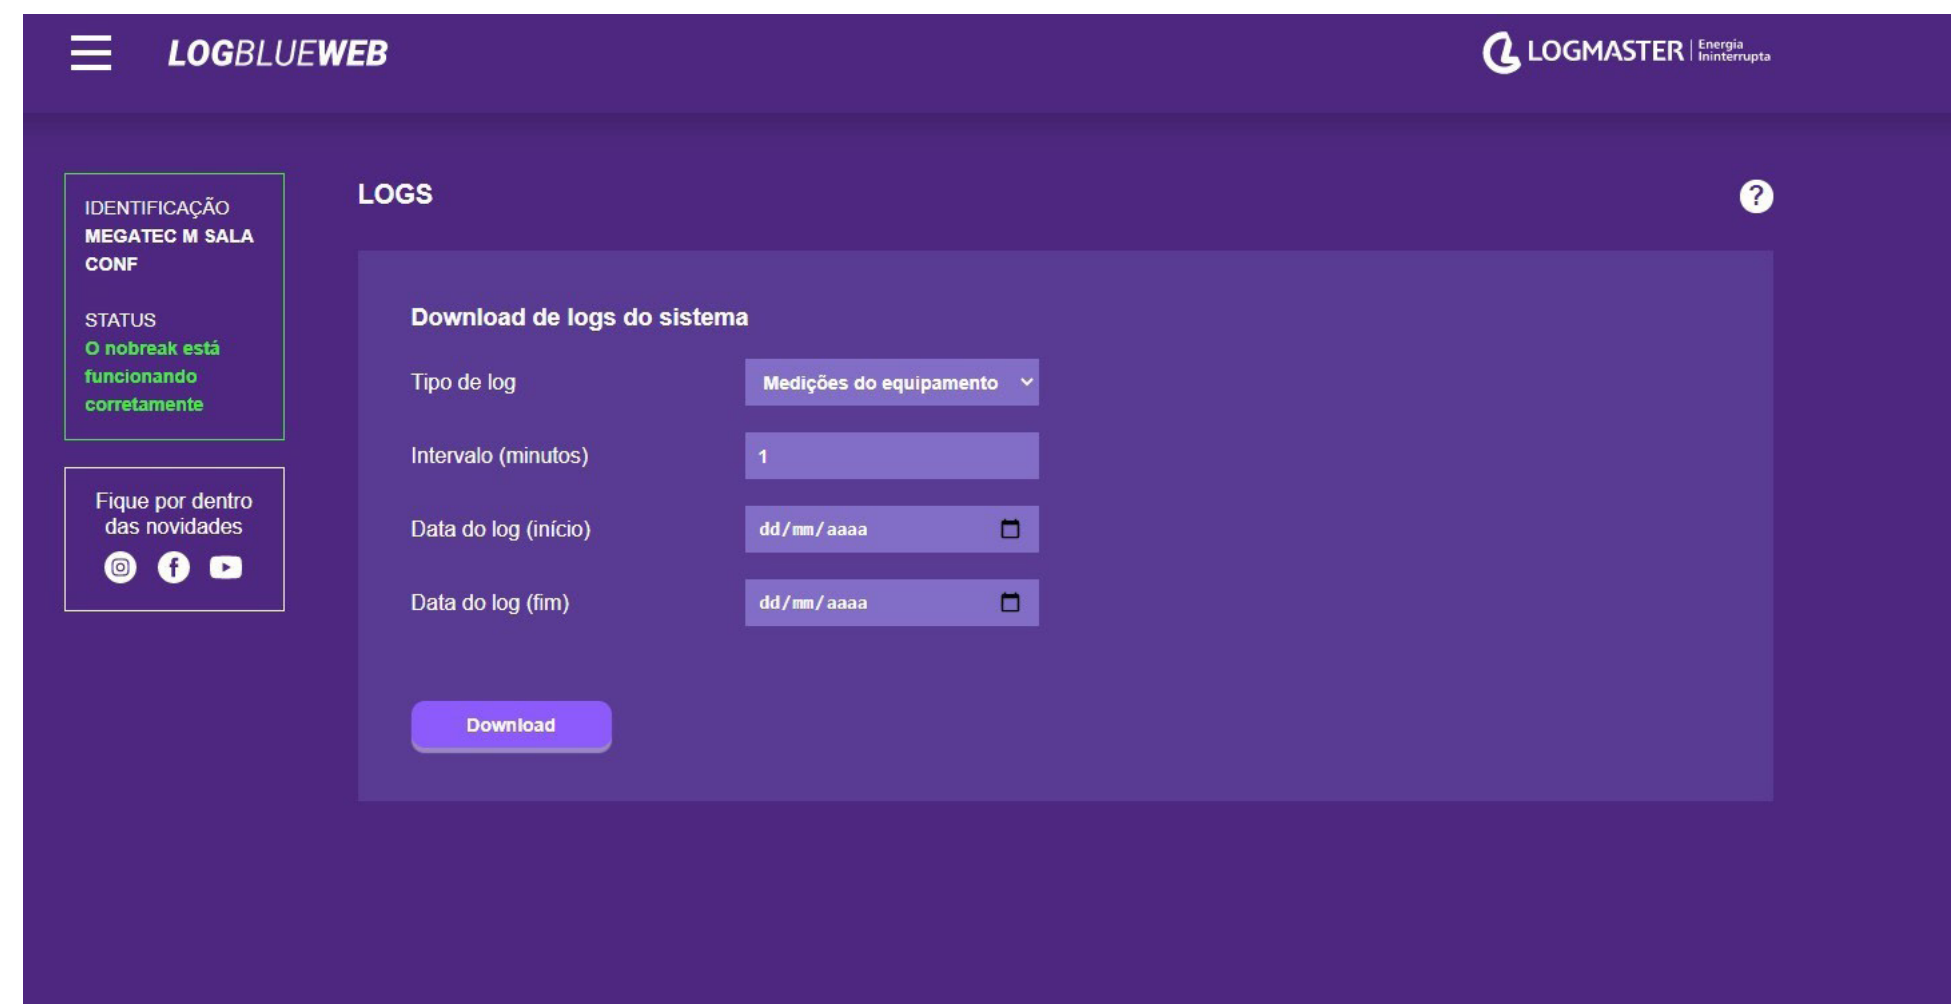 LOGBLUEWEB
LOGMASTER Energia
Ininterrupta
IDENTIFICAÇÃO
MEGATEC M SALA
CONF
STATUS
O nobreak está
funcionando
corretamente
Fique por dentro
das novidades
LOGS
?
Download de logs do sistema
Tipo de log Medições do equipamento
Intervalo (minutos) 1
Data do log (início) dd/mm/aaaa
Data do log (fim) dd/mm/aaaa
Download